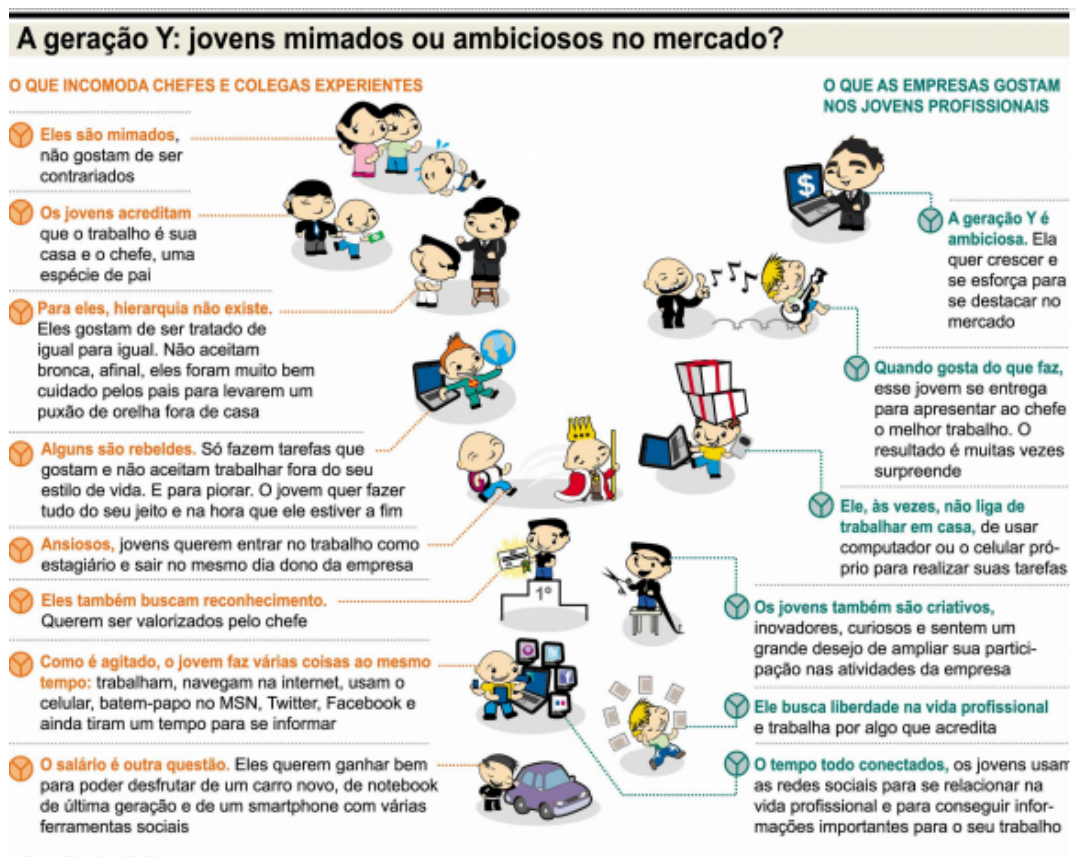 A geração Y: jovens mimados ou ambiciosos no mercado?
O QUE INCOMODA CHEFES E COLEGAS EXPERIENTES
Eles são mimados,
não gostam de ser
contrariados
Os jovens acreditam
que o trabalho é sua
casa e o chefe, uma
espécie de pai
Para eles, hierarquia não existe.
Eles gostam de ser tratado de
igual para igual. Não aceitam
bronca, afinal, eles foram muito bem
cuidado pelos pais para levarem um
puxão de orelha fora de casa
Alguns são rebeldes. Só fazem tarefas que
gostam e não aceitam trabalhar fora do seu
estilo de vida. E para piorar. O jovem quer fazer
tudo do seu jeito e na hora que ele estiver a fim
Ansiosos, jovens querem entrar no trabalho como
estagiário e sair no mesmo dia dono da empresa
Eles também buscam reconhecimento.
Querem ser valorizados pelo chefe
Como é agitado, o jovem faz várias coisas ao mesmo
tempo: trabalham, navegam na internet, usam o
celular, batem-papo no MSN, Twitter, Facebook e
ainda tiram um tempo para se informar
O salário é outra questão. Eles querem ganhar bem
para poder desfrutar de um carro novo, de notebook
de última geração e de um smartphone com várias
ferramentas sociais
$
1º
O QUE AS EMPRESAS GOSTAM
NOS JOVENS PROFISSIONAIS
A geração Y é
ambiciosa. Ela
quer crescer e
se esforça para
se destacar no
mercado
Quando gosta do que faz,
esse jovem se entrega
para apresentar ao chefe
o melhor trabalho. O
resultado é muitas vezes
surpreende
Ele, às vezes, não liga de
trabalhar em casa, de usar
computador ou o celular pró-
prio para realizar suas tarefas
Os jovens também são criativos,
inovadores, curiosos e sentem um
grande desejo de ampliar sua partici-
pação nas atividades da empresa
Ele busca liberdade na vida profissional
e trabalha por algo que acredita
O tempo todo conectados, os jovens usam
as redes sociais para se relacionar na
vida profissional e para conseguir infor-
mações importantes para o seu trabalho